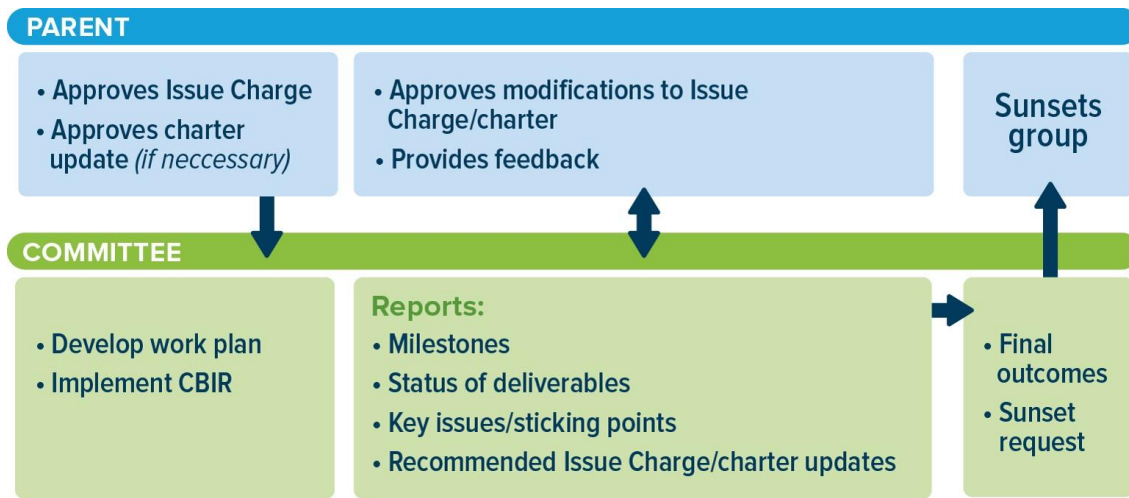 PARENT
• Approves Issue Charge
• Approves charter
update (if neccessary)
• Approves modifications to Issue
Charge/charter
• Provides feedback
Sunsets
group
COMMITTEE
• Develop work plan
• Implement CBIR
Reports:
• Milestones
• Status of deliverables
• Key issues/sticking points
• Recommended Issue Charge/charter updates
• Final
outcomes
• Sunset
request